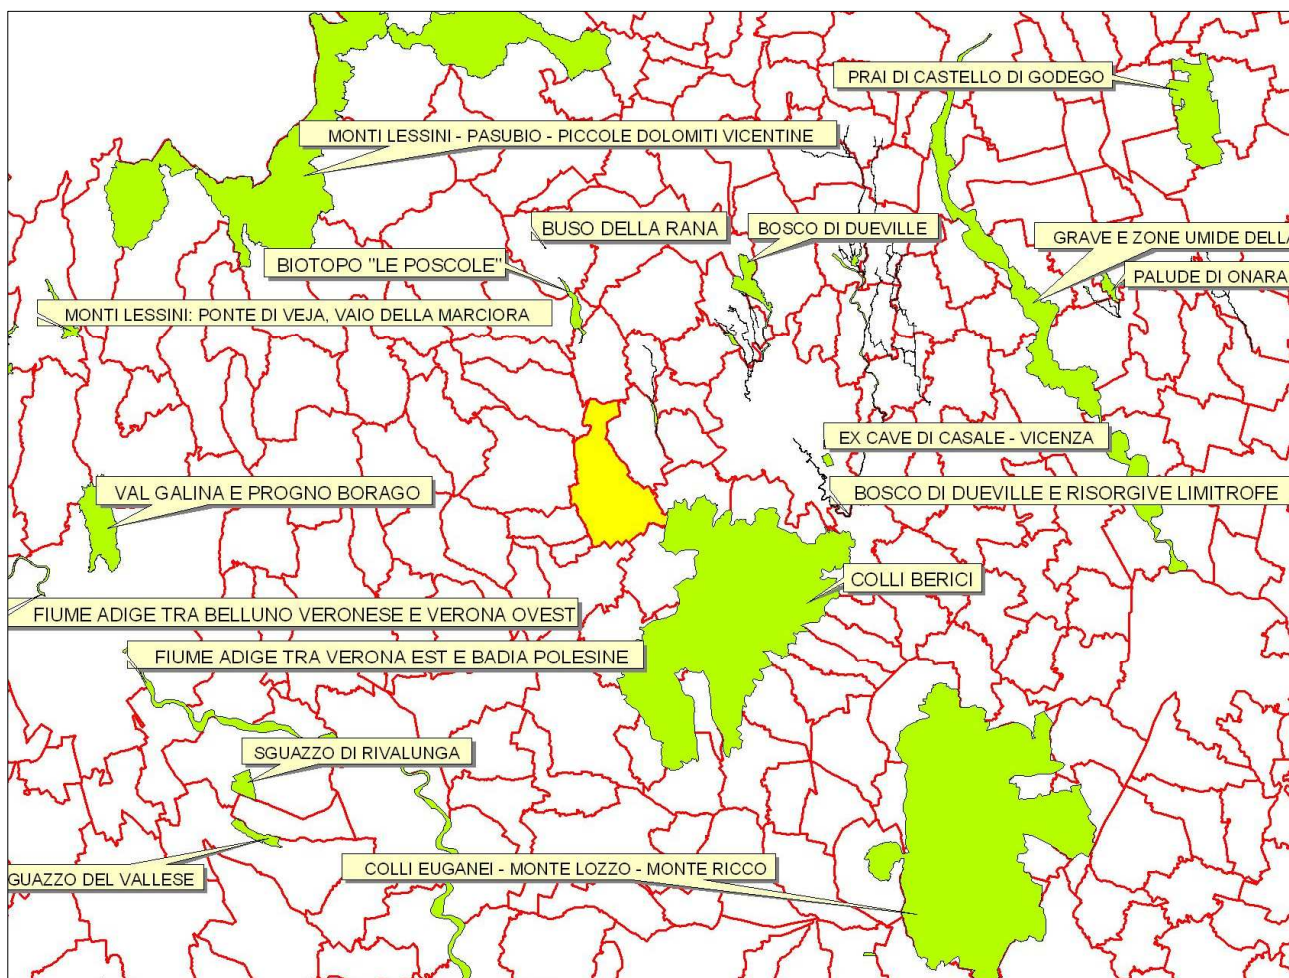 PRAI DI CASTELLO DI GODEGO
MONTI LESSINI - PASUBIO - PICCOLE DOLOMITI VICENTINE
BUSO DELLA RANA
BOSCO DI DUEVILLE
GRAVE E ZONE UMIDE DELLA
BIOTOPO "LE POSCOLE"
PALUDE DI ONARA
MONTI LESSINI: PONTE DI VEJA, VAIO DELLA MARCIORA
EX CAVE DI CASALE - VICENZA
VAL GALINA E PROGNO BORAGO
BOSCO DI DUEVILLE E RISORGIVE LIMITROFE
COLLI BERICI
FIUME ADIGE TRA BELLUNO VERONESE E VERONA OVEST
FIUME ADIGE TRA VERONA EST E BADIA POLESINE
SGUAZZO DI RIVALUNGA
COLLI EUGANEI - MONTE LOZZO - MONTE RICCO
GUAZZO DEL VALLESE